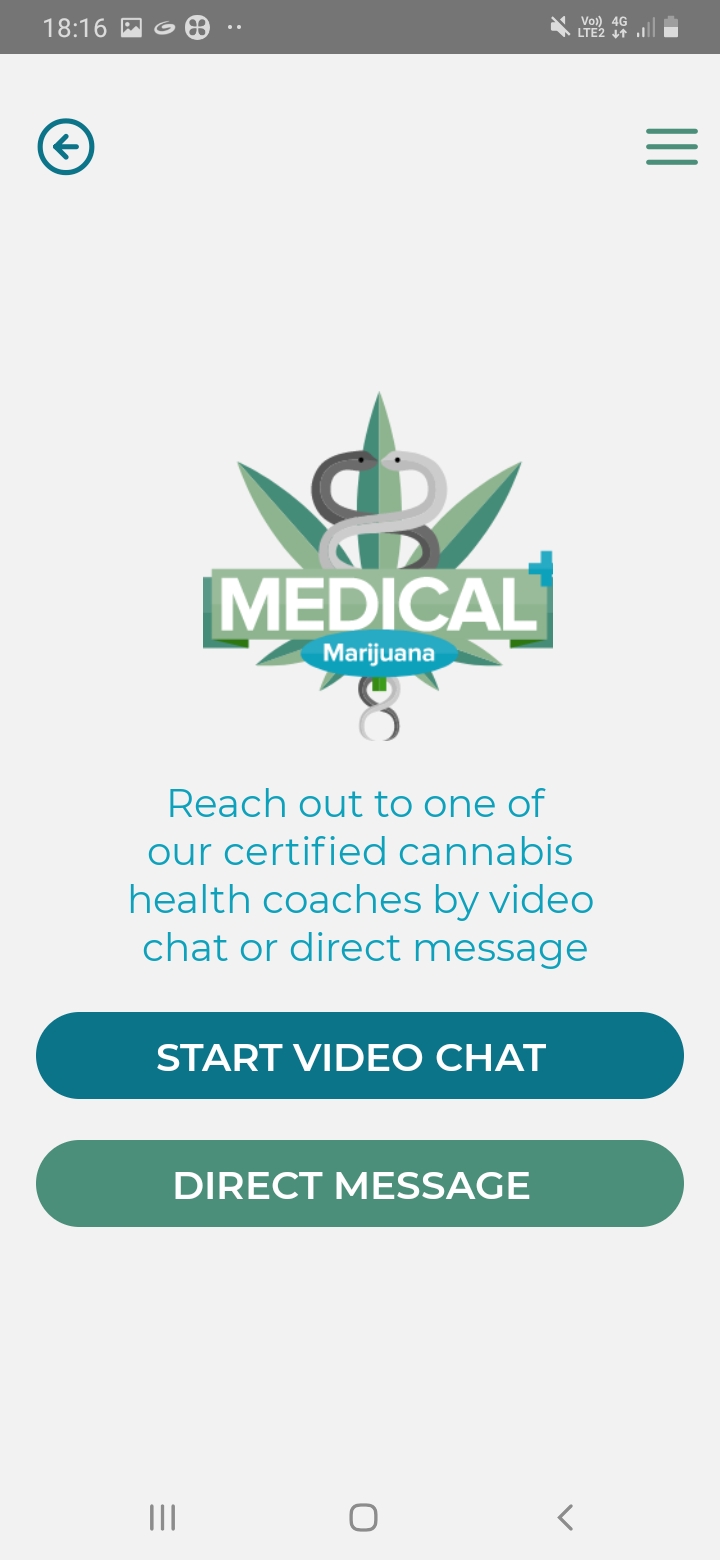 18:16
Vo)) 4G
LTE2
MEDICAL
Marijuana
Reach out to one of
our certified cannabis
health coaches by video
chat or direct message
START VIDEO CHAT
DIRECT MESSAGE